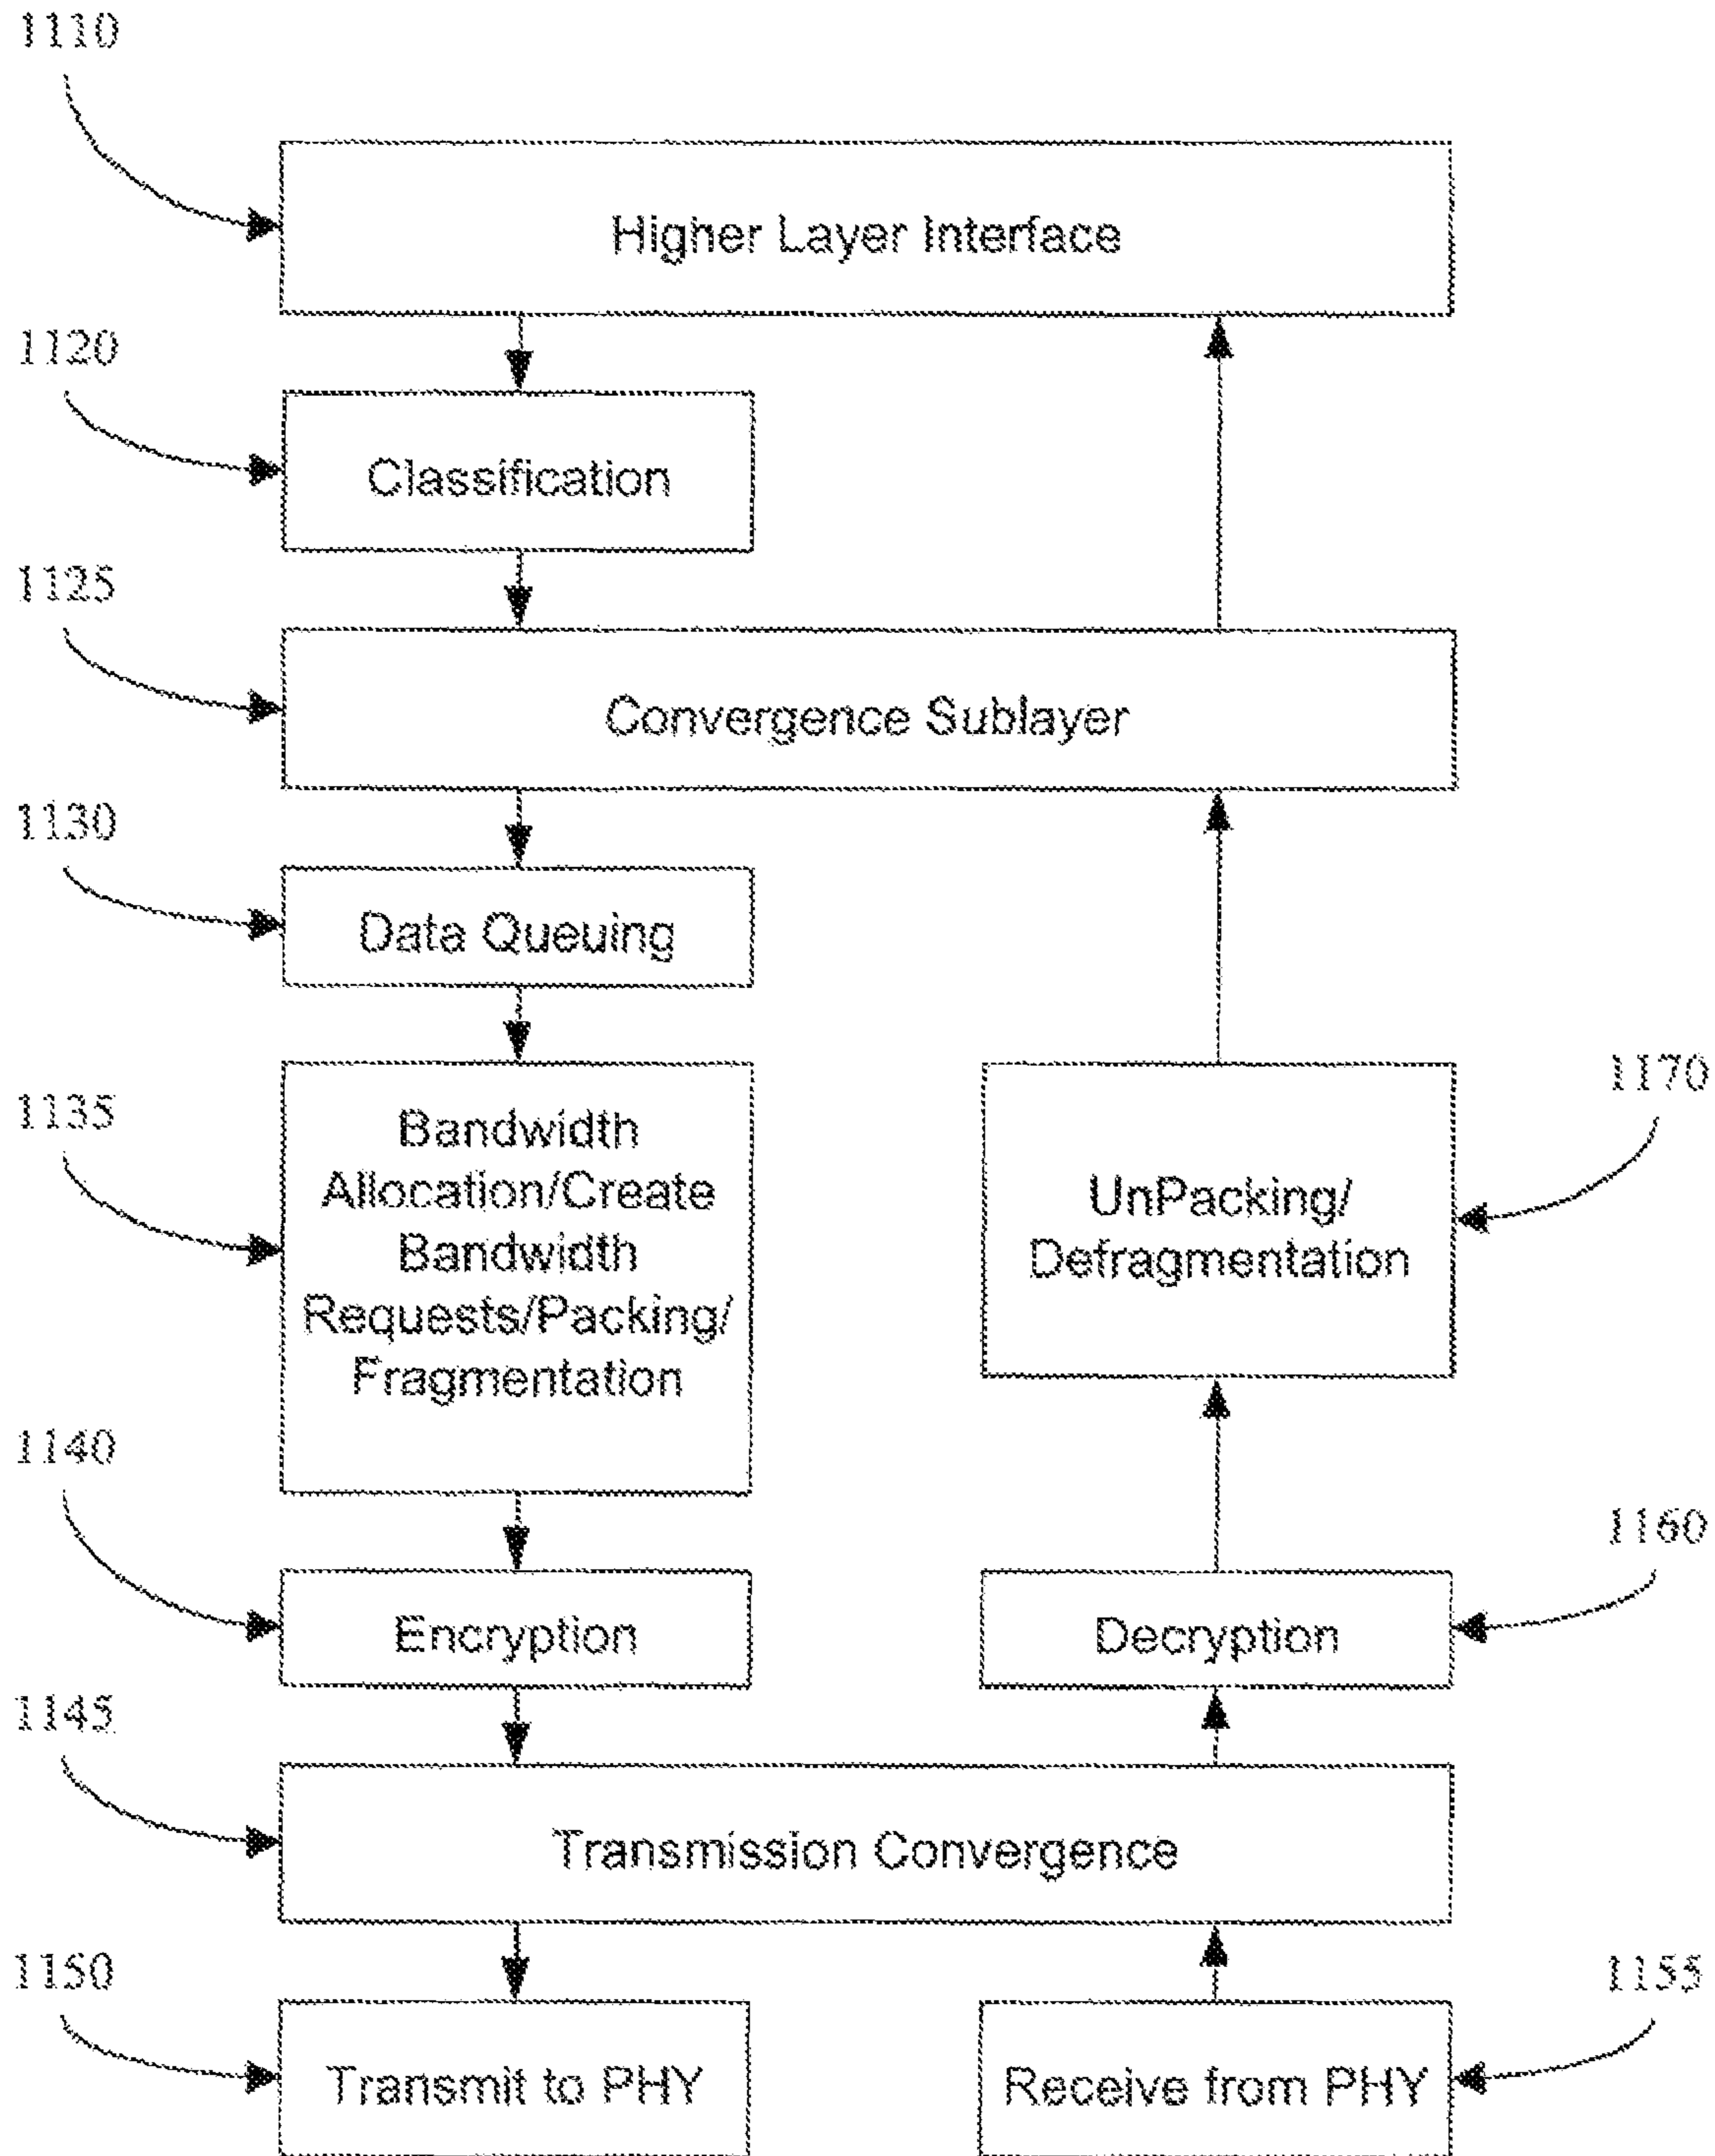 1110
Higher Layer Interface
1120
Classification
1125
Convergence Sublayer
1130
Data Queuing
1135
Bandwidth
Allocation/Create
Bandwidth
Requests/Packing/
Fragmentation
1170
UnPacking/
Defragmentation
1140
Encryption
1160
Decryption
1145
Transmission Convergence
1150
Transmit to PHY
1155
Receive from PHY